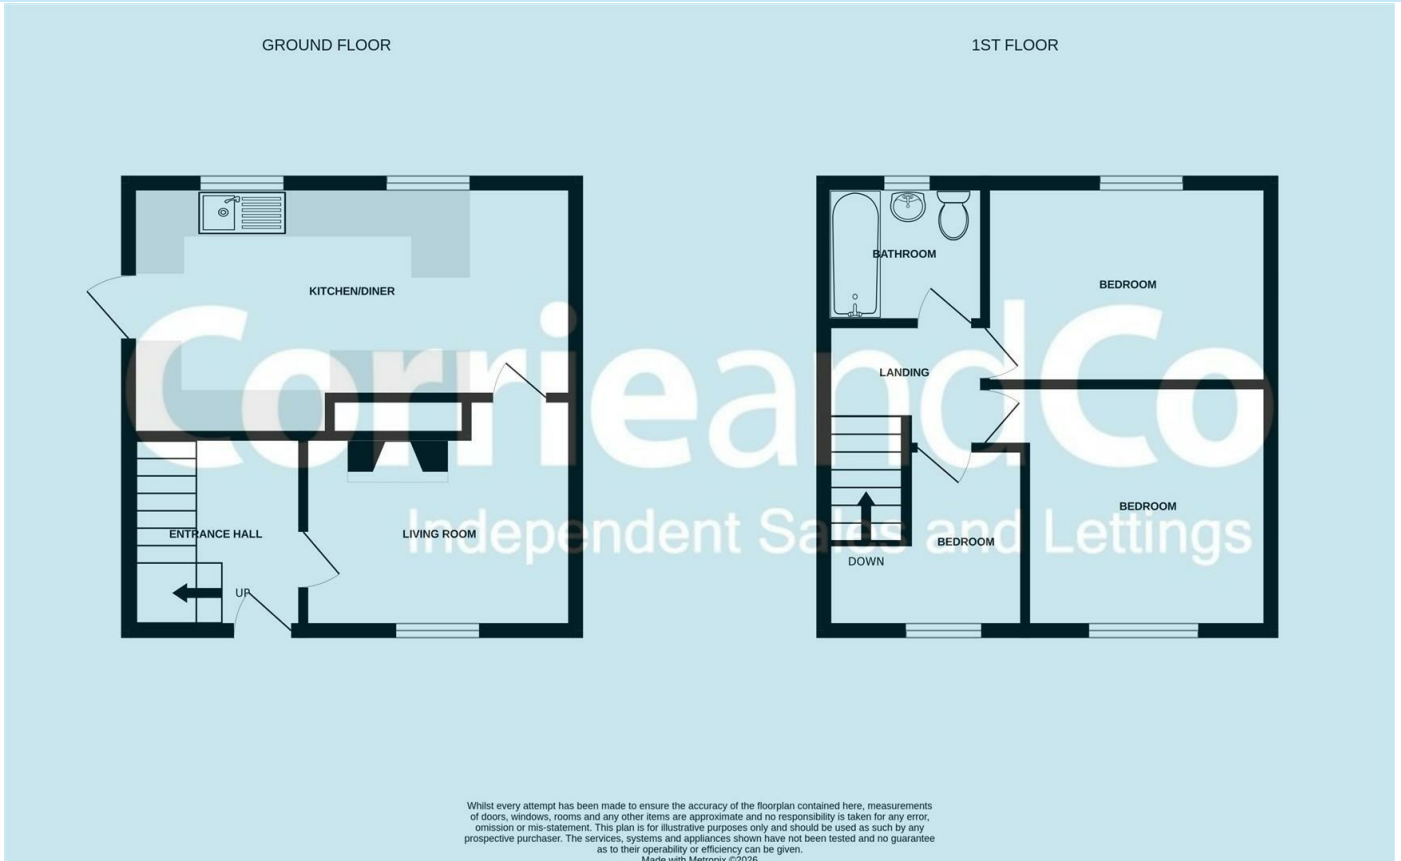 GROUND FLOOR
1ST FLOOR
BATHROOM
BEDROOM
KITCHEN/DINER
CorrieandCo
LANDING
BEDROOM
ENTRANCE HALL
LIVING ROOM
Independent Sales and Lettings
BEDROOM
DOWN
UP
Whilst every attempt has been made to ensure the accuracy of the floorplan contained here, measurements
of doors, windows, rooms and any other items are approximate and no responsibility is taken for any error,
omission or mis-statement. This plan is for illustrative purposes only and should be used as such by any
prospective purchaser. The services, systems and appliances shown have not been tested and no guarantee
as to their operability or efficiency can be given.
Made with Metropix ©2026